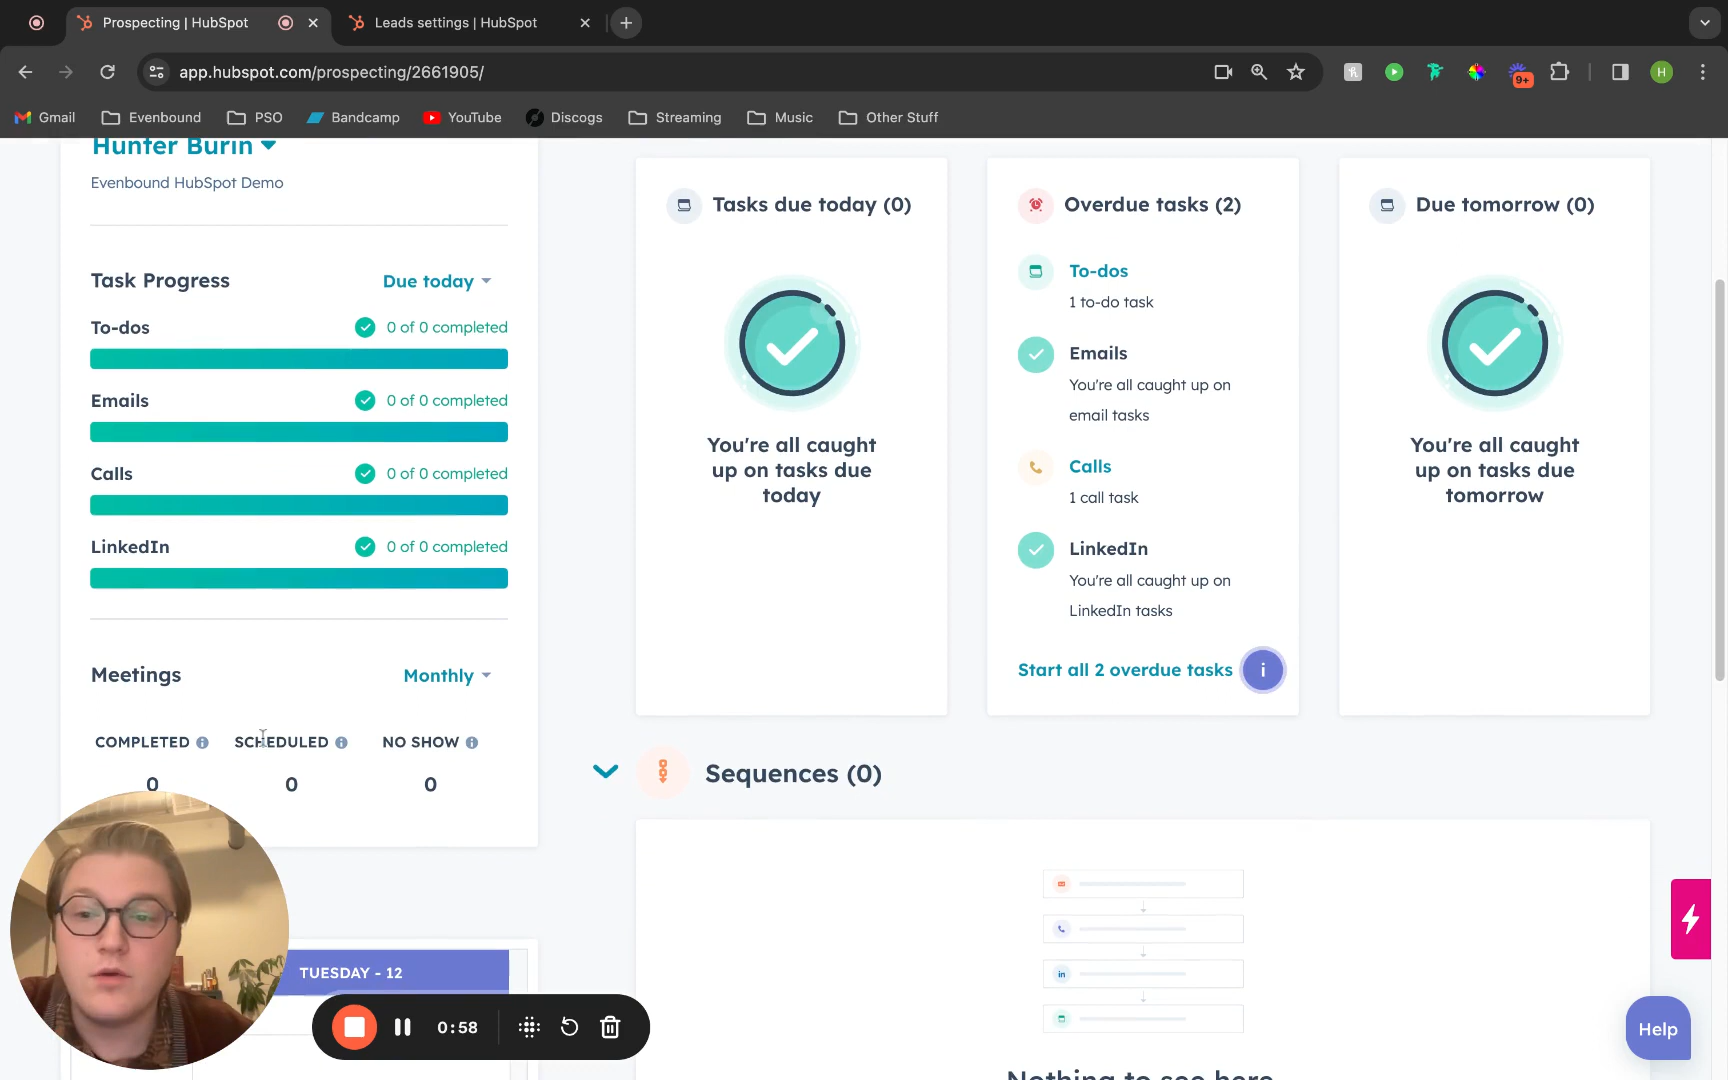 Prospecting | HubSpot
Leads settings | HubSpot
app.hubspot.com/prospecting/2661905/
9+
H
Gmail
Evenbound
PSO
Bandcamp
YouTube
Discogs
Streaming
Music
Other Stuff
Hunter Burin
Evenbound HubSpot Demo
Task Progress
Due today
To-dos
0 of 0 completed
Emails
0 of 0 completed
Calls
0 of 0 completed
LinkedIn
0 of 0 completed
Meetings
Monthly
COMPLETED
SCHEDULED
NO SHOW
0
0
0
TUESDAY - 12
0:58
Tasks due today (0)
You're all caught
up on tasks due
today
Overdue tasks (2)
To-dos
1 to-do task
Emails
You're all caught up on
email tasks
Calls
1 call task
LinkedIn
You're all caught up on
LinkedIn tasks
Start all 2 overdue tasks
i
Due tomorrow (0)
You're all caught
up on tasks due
tomorrow
Sequences (0)
in
Nothing to see here
Help